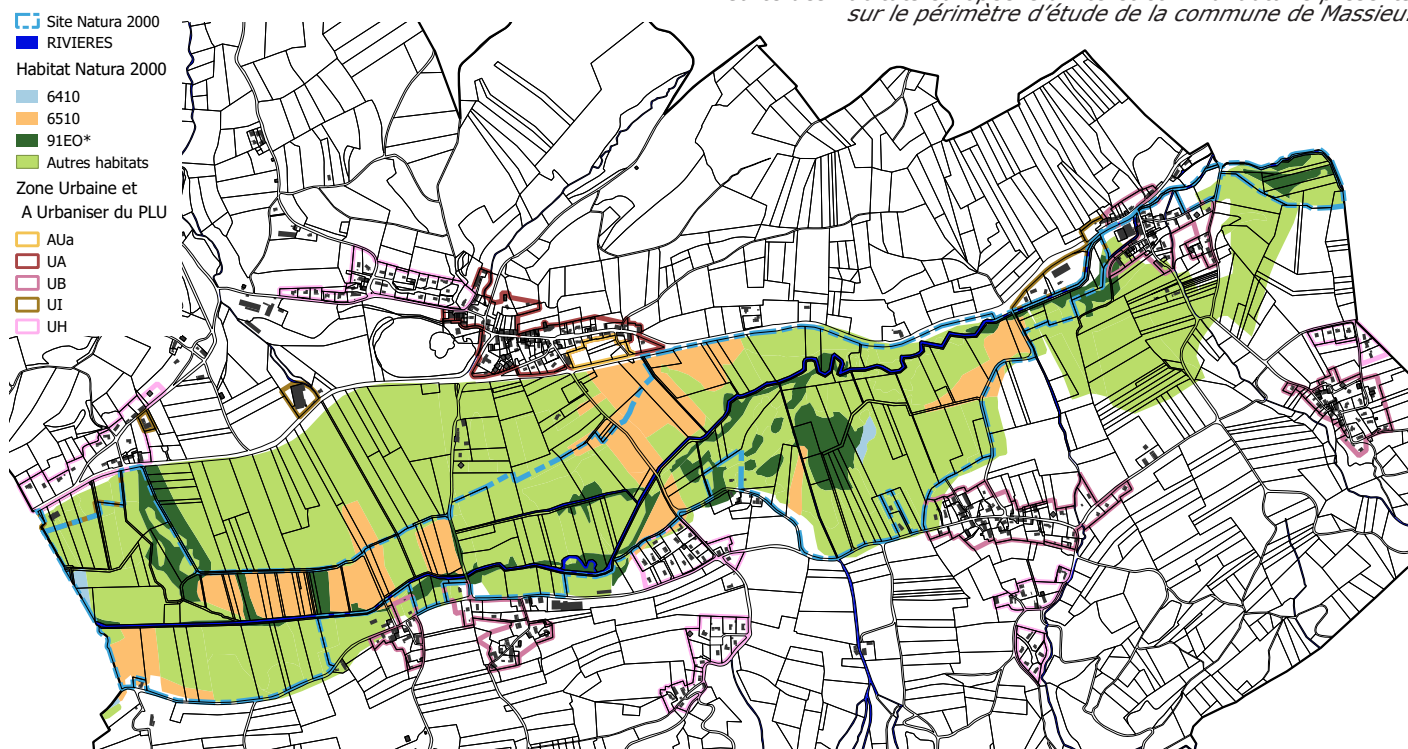 sur le périmètre d'étude de la commune de Massieu
Site Natura 2000
RIVIERES
Habitat Natura 2000
6410
6510
91EO*
Autres habitats
Zone Urbaine et
A Urbaniser du PLU
AUa
UA
UB
UI
UH